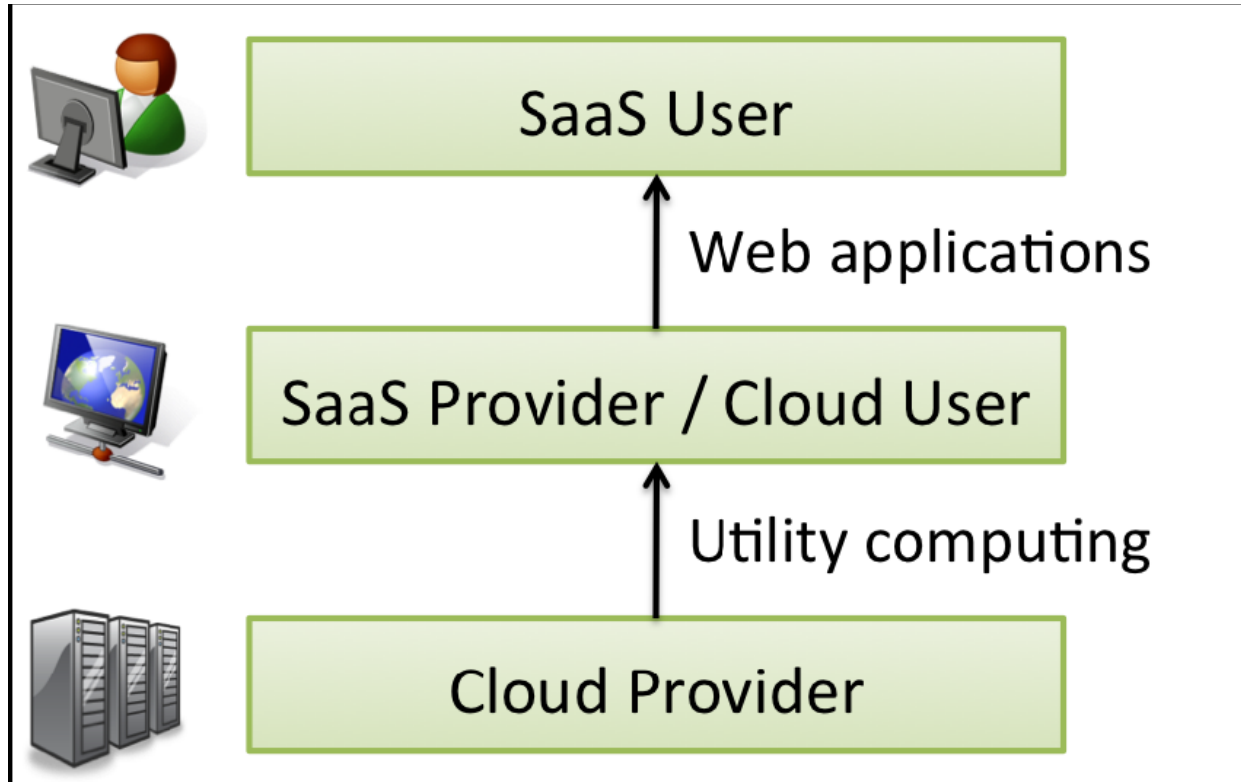 SaaS User
Web applications
SaaS Provider / Cloud User
Utility computing
Cloud Provider